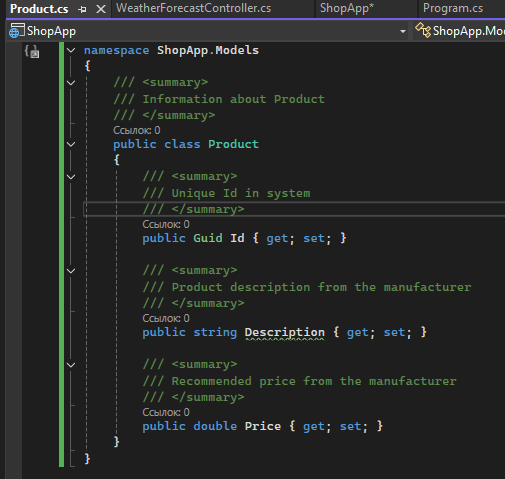 Product.cs
WeatherForecastController.cs
ShopApp*
Program.cs
ShopApp
ShopApp.Mo
namespace ShopApp.Models
{
/// <summary>
/// Information about Product
/// </summary>
Ссылок: 0
public class Product
{
/// <summary>
/// Unique Id in system
/// </summary>
Ссылок: 0
public Guid Id { get; set; }
/// <summary>
/// Product description from the manufacturer
/// </summary>
Ссылок: 0
public string Description { get; set; }
/// <summary>
/// Recommended price from the manufacturer
/// </summary>
Ссылок: 0
public double Price { get; set; }
}
}